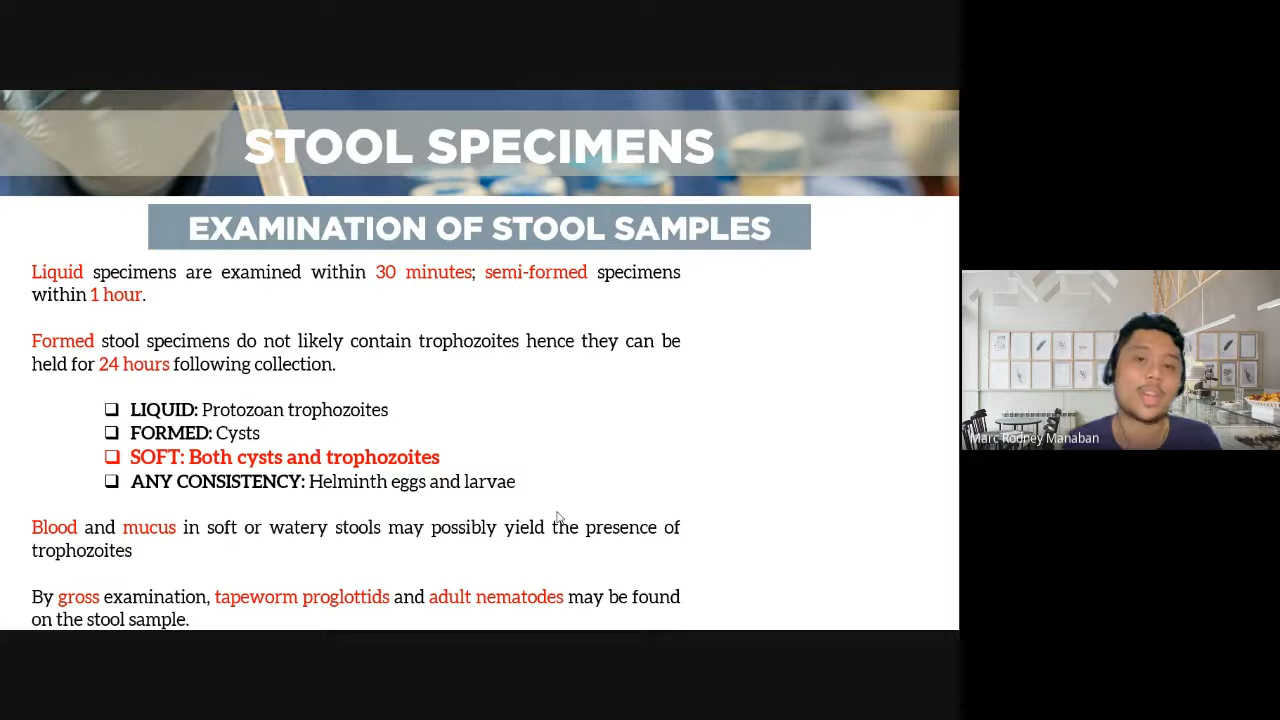 STOOL SPECIMENS
EXAMINATION OF STOOL SAMPLES
Liquid specimens are examined within 30 minutes; semi-formed specimens
within 1 hour.
Formed stool specimens do not likely contain trophozoites hence they can be
held for 24 hours following collection.
❑ LIQUID: Protozoan trophozoites
❑ FORMED: Cysts
❑ SOFT: Both cysts and trophozoites
❑ ANY CONSISTENCY: Helminth eggs and larvae
Blood and mucus in soft or watery stools may possibly yield the presence of
trophozoites
By gross examination, tapeworm proglottids and adult nematodes may be found
on the stool sample.
Marc Rodney Manaban